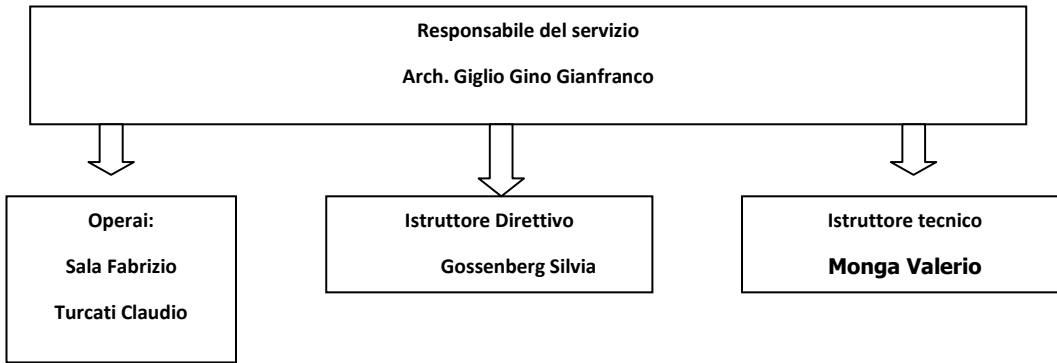 Responsabile del servizio
Arch. Giglio Gino Gianfranco
Operai:
Sala Fabrizio
Turcati Claudio
Istruttore Direttivo
Gossenberg Silvia
Istruttore tecnico
Monga Valerio